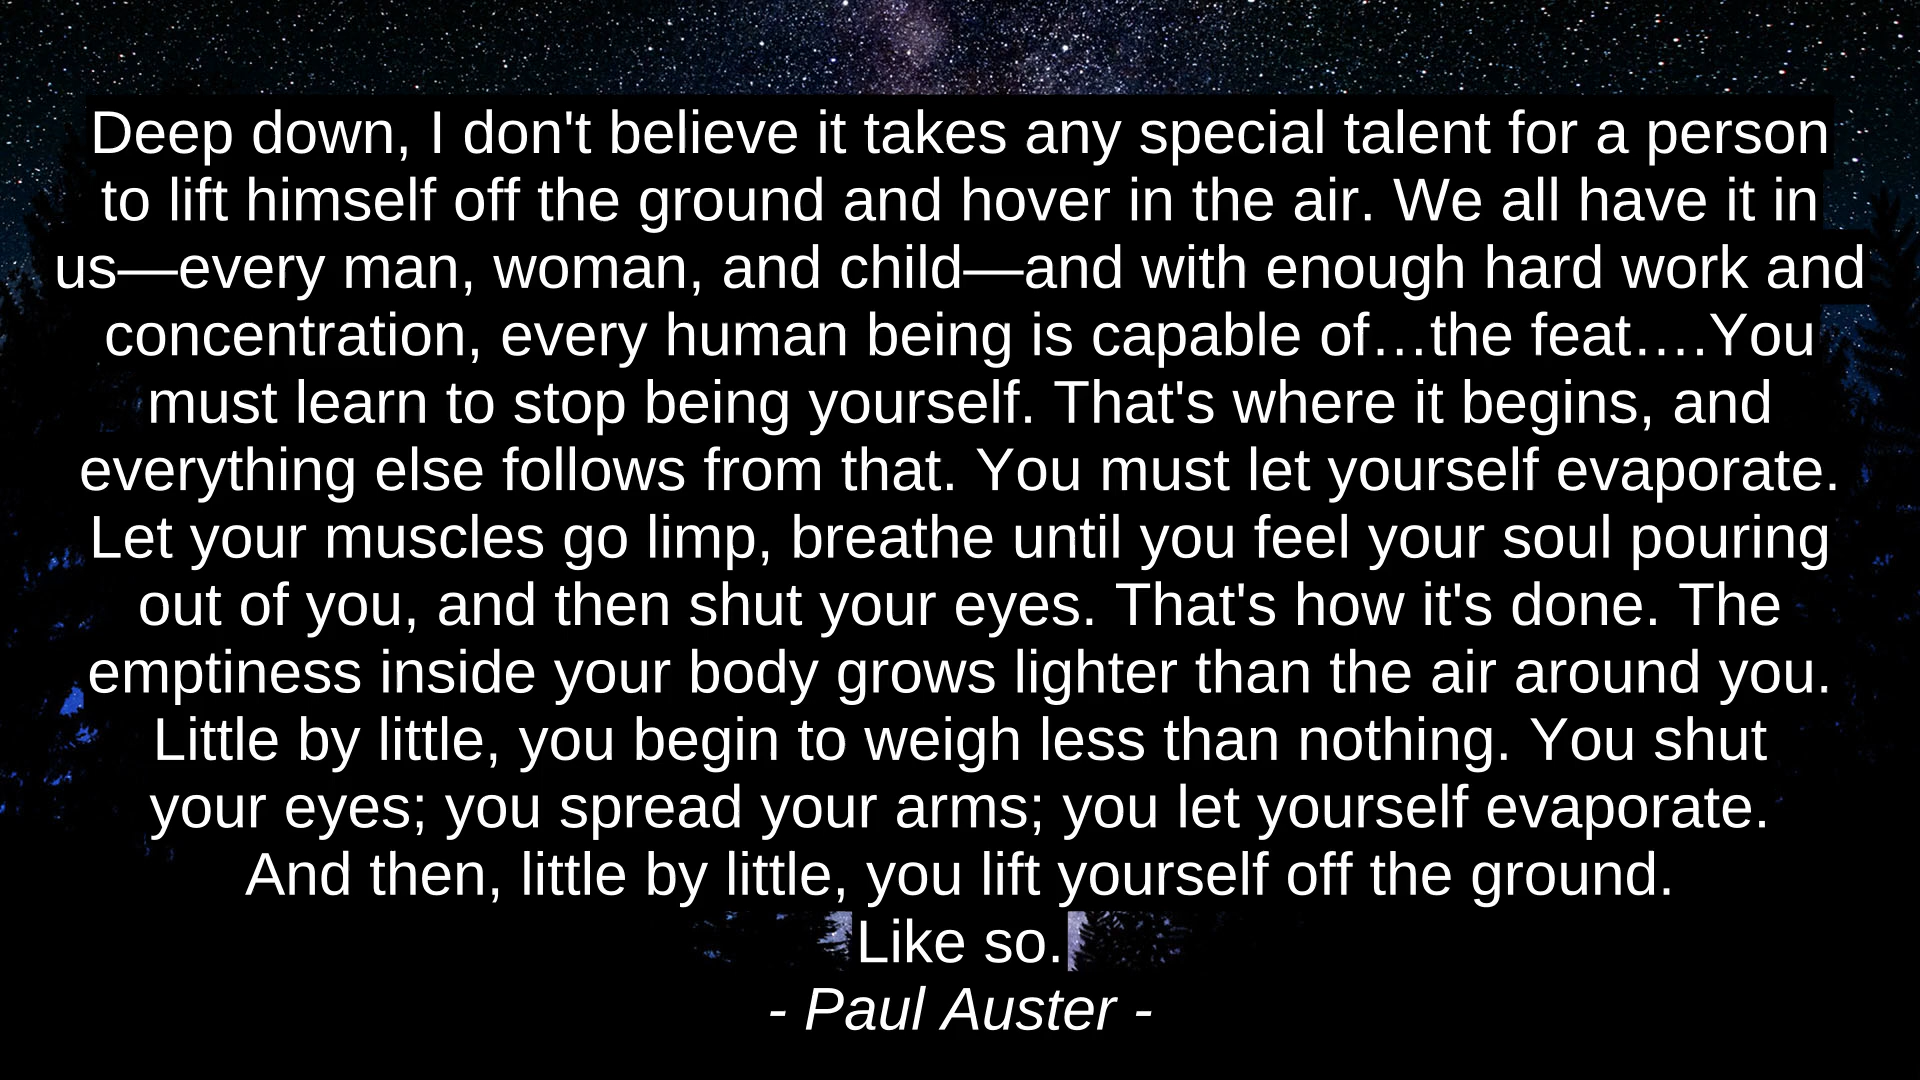 Deep down, I don't believe it takes any special talent for a person
to lift himself off the ground and hover in the air. We all have it in
us—every man, woman, and child—and with enough hard work and
concentration, every human being is capable of…the feat….You
must learn to stop being yourself. That's where it begins, and
everything else follows from that. You must let yourself evaporate.
Let your muscles go limp, breathe until you feel your soul pouring
out of you, and then shut your eyes. That's how it's done. The
emptiness inside your body grows lighter than the air around you.
Little by little, you begin to weigh less than nothing. You shut
your eyes; you spread your arms; you let yourself evaporate.
And then, little by little, you lift yourself off the ground.
Like so.
- Paul Auster -